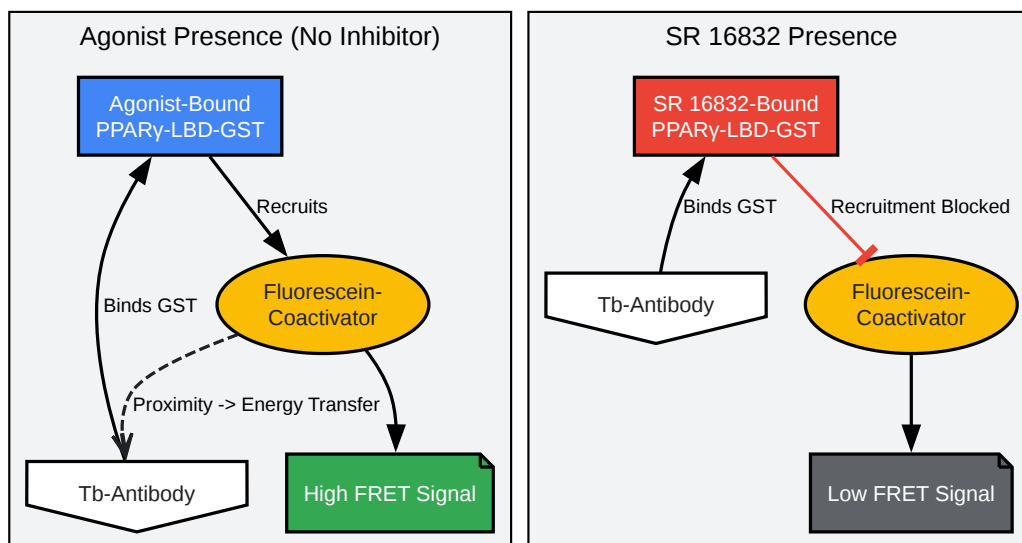 Agonist Presence (No Inhibitor)
Agonist-Bound
PPARγ-LBD-GST
Recruits
Binds GST
Fluorescein-
Coactivator
Proximity -> Energy Transfer
Tb-Antibody
High FRET Signal
SR 16832 Presence
SR 16832-Bound
PPARγ-LBD-GST
Binds GST
Recruitment Blocked
Tb-Antibody
Fluorescein-
Coactivator
Low FRET Signal